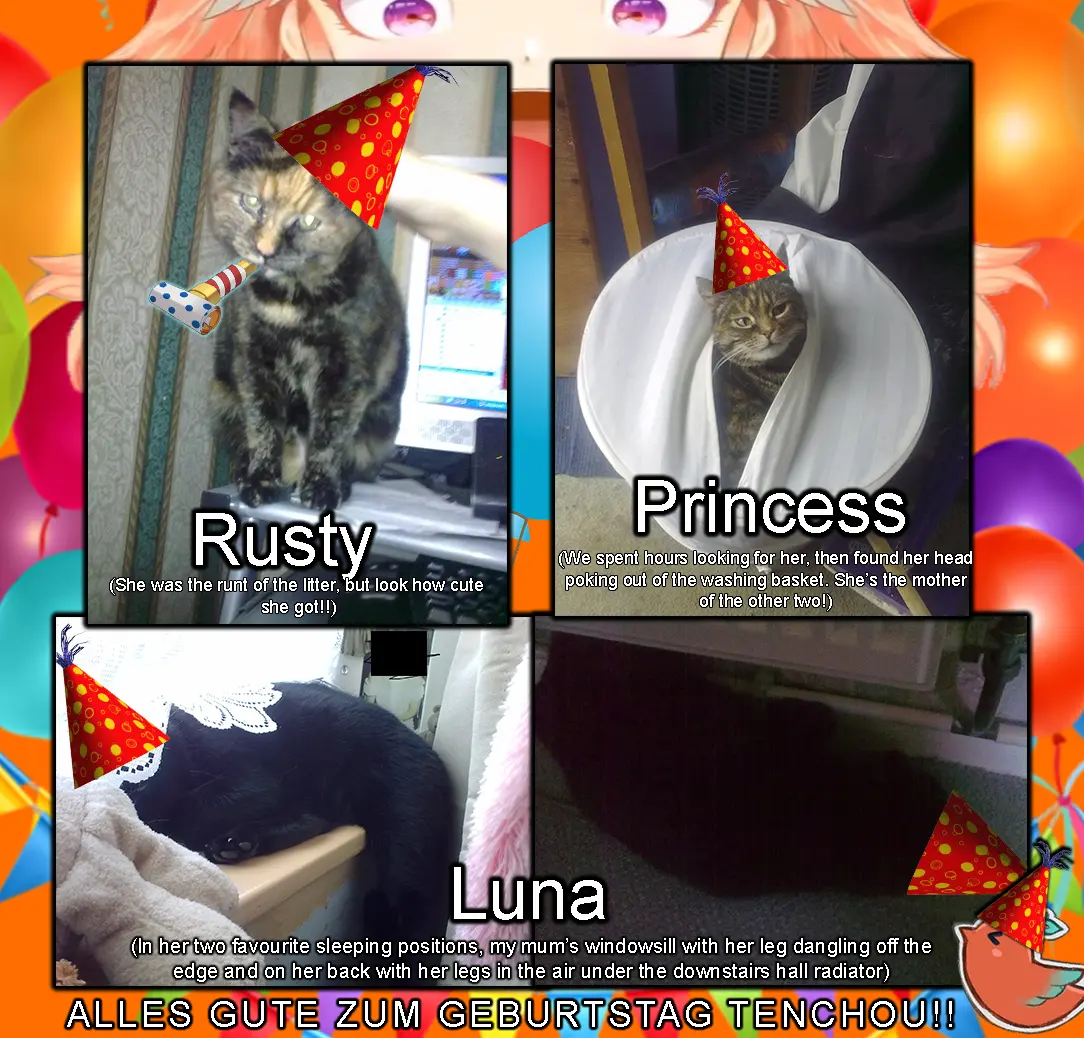 Rusty
(She was the runt of the litter, but look how cute
she got!!)
Princess
(We spent hours looking for her, then found her head
poking out of the washing basket. She's the mother
of the other two!)
Luna
(In her two favourite sleeping positions, my mum's windowsill with her leg dangling off the
edge and on her back with her legs in the air under the downstairs hall radiator)
ALLES GUTE ZUM GEBURTSTAG TENCHOU!!